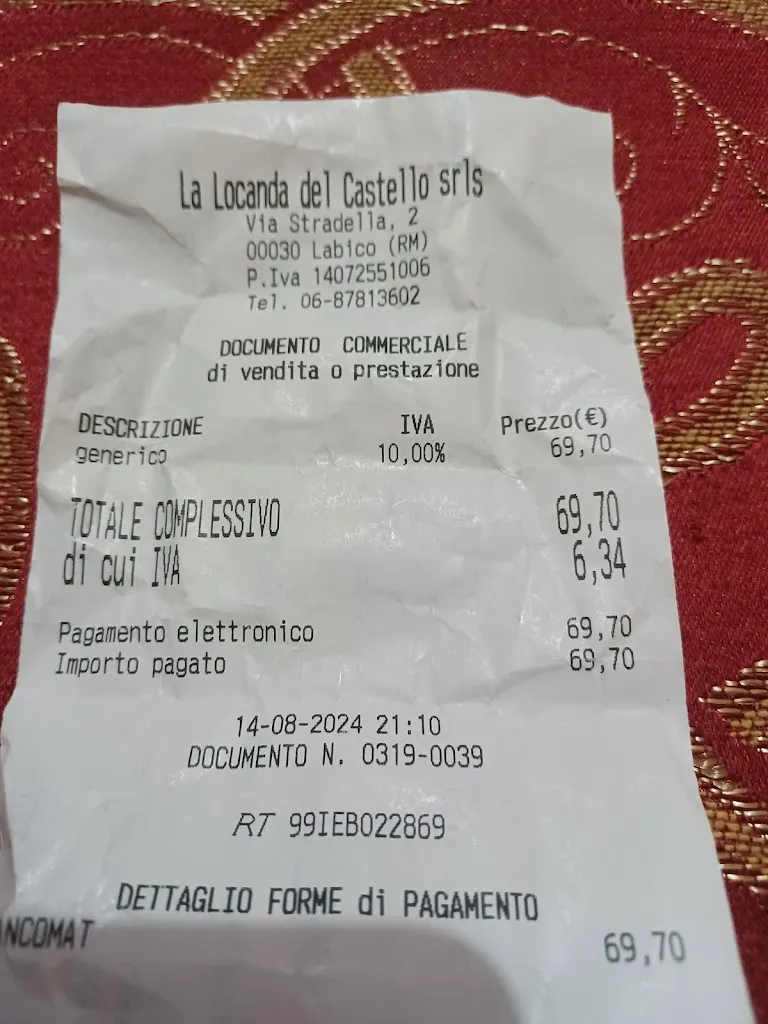 La Locanda del Castello srls
Via Stradella, 2
00030 Labico (RM)
P.Iva 14072551006
Tel. 06-87813602
DOCUMENTO COMMERCIALE
di vendita o prestazione
DESCRIZIONE IVA Prezzo(€)
generico 10,00% 69,70
TOTALE COMPLESSIVO 69,70
di cui IVA 6,34
Pagamento elettronico 69,70
Importo pagato 69,70
14-08-2024 21:10
DOCUMENTO N. 0319-0039
RT 99IEB022869
DETTAGLIO FORME di PAGAMENTO
NCOMAT 69,70